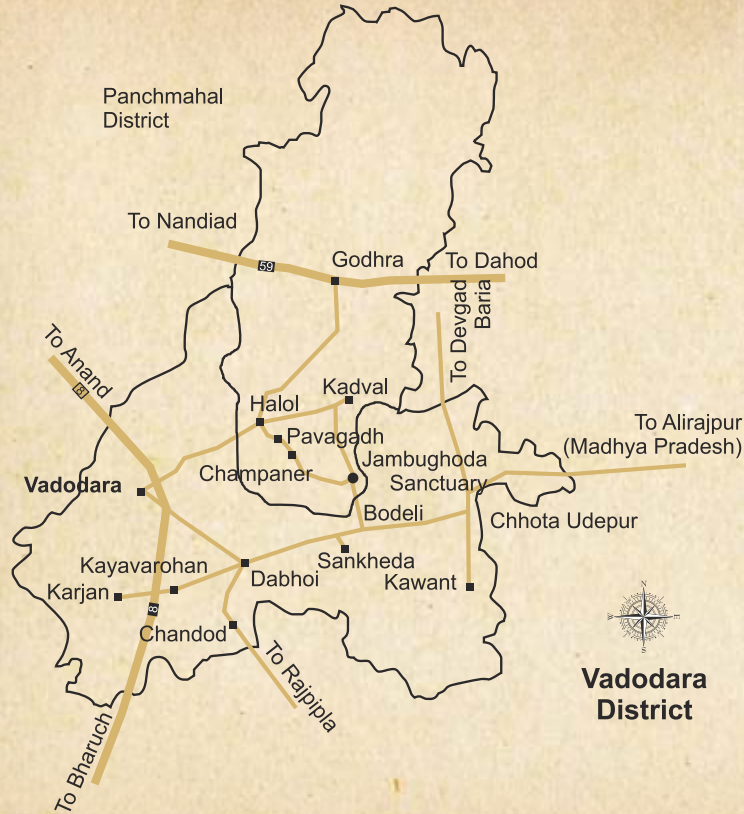 Panchmahal
District
To Nandiad
59
Godhra
To Dahod
To Devgad
Baria
To Anand
8
Halol
Kadval
Pavagadh
Champaner
Jambughoda
Sanctuary
To Alirajpur
(Madhya Pradesh)
Vadodara
Bodeli
Chhota Udepur
Kayavarohan
Karjan
Dabhoi
Sankheda
Kawant
8
Chandod
To Rajpipla
To Bharuch
N
W
E
S
Vadodara
District